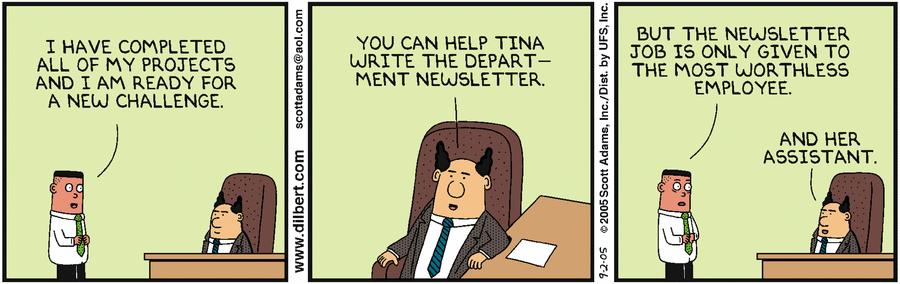 I HAVE COMPLETED
ALL OF MY PROJECTS
AND I AM READY FOR
A NEW CHALLENGE.
www.dilbert.com
scottadams@aol.com
YOU CAN HELP TINA
WRITE THE DEPART-
MENT NEWSLETTER.
9-2-05 © 2005 Scott Adams, Inc./Dist. by UFS, Inc.
BUT THE NEWSLETTER
JOB IS ONLY GIVEN TO
THE MOST WORTHLESS
EMPLOYEE.
AND HER
ASSISTANT.